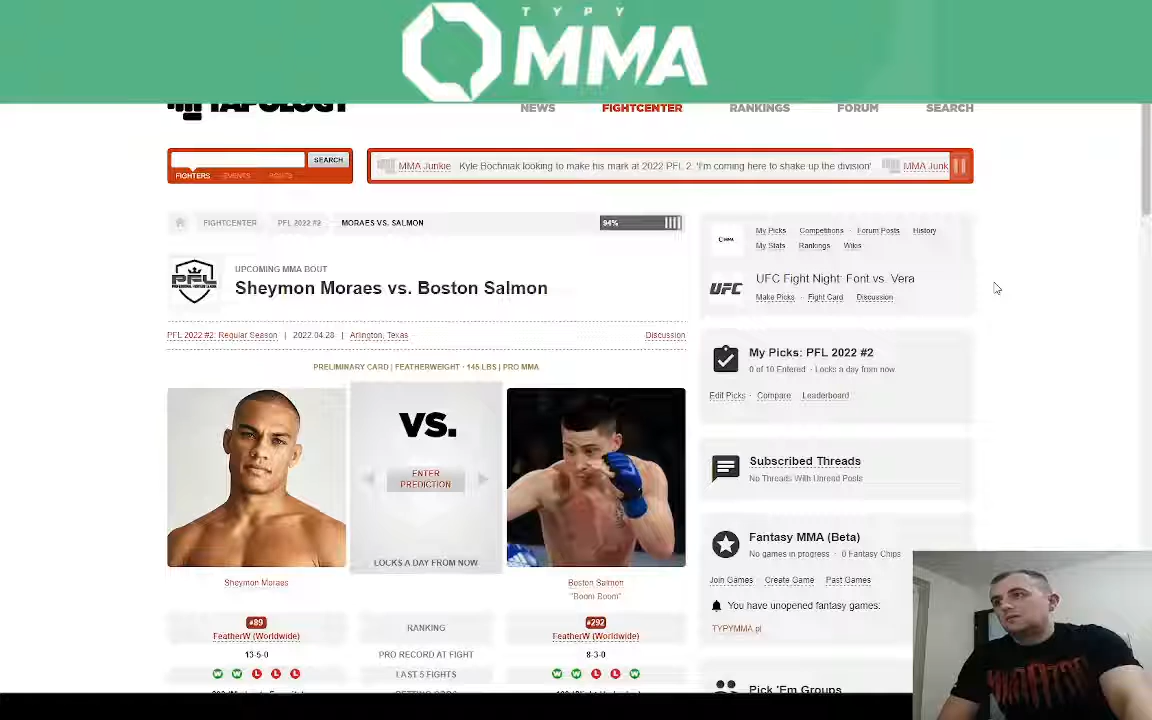 TYPY
MMA
TAPOLOGY
NEWS FIGHTCENTER RANKINGS FORUM SEARCH
SEARCH
FIGHTERS EVENTS FIGHTS
MMA Junkie Kyle Bochniak looking to make his mark at 2022 PFL 2: 'I'm coming here to shake up the division' MMA Junk
FIGHTCENTER PFL 2022 #2 MORAES VS. SALMON 94%
PFL
UPCOMING MMA BOUT
Sheymon Moraes vs. Boston Salmon
PFL 2022 #2: Regular Season | 2022.04.28 | Arlington, Texas Discussion
PRELIMINARY CARD | FEATHERWEIGHT · 145 LBS | PRO MMA
VS.
ENTER
PREDICTION
LOCKS A DAY FROM NOW
Sheymon Moraes
Boston Salmon
"Boom Boom"
#89 RANKING #292
FeatherW (Worldwide) FeatherW (Worldwide)
13-5-0 PRO RECORD AT FIGHT 8-3-0
W W L L L LAST 5 FIGHTS W W L L W
My Picks Competitions · Forum Posts History
My Stats Rankings Wikis
UFC
UFC Fight Night: Font vs. Vera
Make Picks · Fight Card Discussion
My Picks: PFL 2022 #2
0 of 10 Entered · Locks a day from now
Edit Picks · Compare Leaderboard
Subscribed Threads
No Threads With Unread Posts
Fantasy MMA (Beta)
No games in progress · 0 Fantasy Chips
Join Games Create Game Past Games
You have unopened fantasy games:
TYPYMMA.pl
Pick 'Em Groups